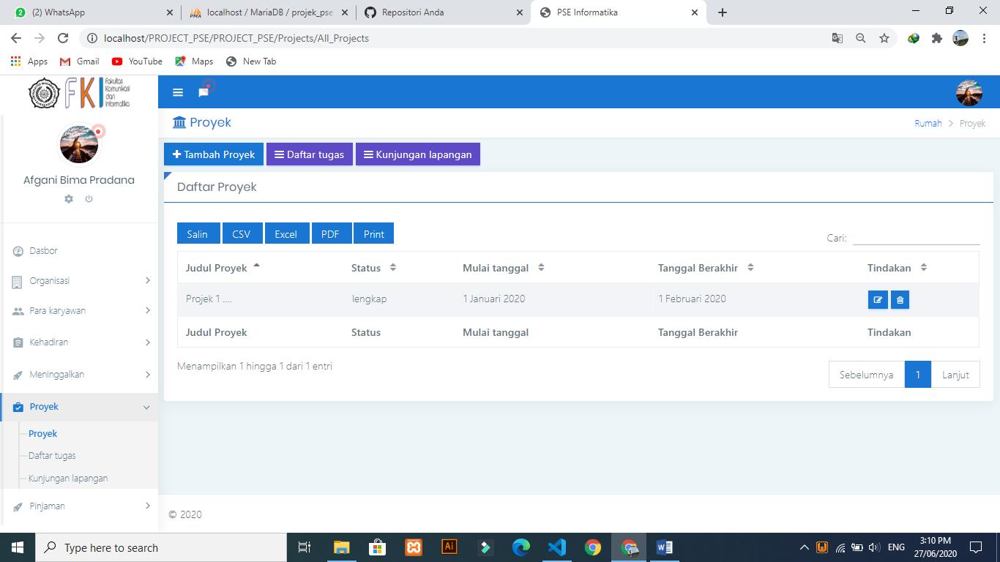 (2) WhatsApp
localhost / MariaDB / projek_pse
Repositori Anda
PSE Informatika
localhost/PROJECT_PSE/PROJECT_PSE/Projects/All_Projects
Apps Gmail YouTube Maps New Tab
FKI
Fakultas
Komunikasi
dan
Informatika
Proyek
Rumah > Proyek
Afgani Bima Pradana
Tambah Proyek
Daftar tugas
Kunjungan lapangan
Daftar Proyek
Dasbor
Organisasi
Para karyawan
Kehadiran
Meninggalkan
Proyek
Proyek
Daftar tugas
Kunjungan lapangan
Pinjaman
Salin CSV Excel PDF Print
Cari:
Judul Proyek Status Mulai tanggal Tanggal Berakhir Tindakan
Projek 1 .... lengkap 1 Januari 2020 1 Februari 2020
Judul Proyek Status Mulai tanggal Tanggal Berakhir Tindakan
Menampilkan 1 hingga 1 dari 1 entri
Sebelumnya 1 Lanjut
© 2020
Type here to search
Ai
ENG
3:10 PM
27/06/2020